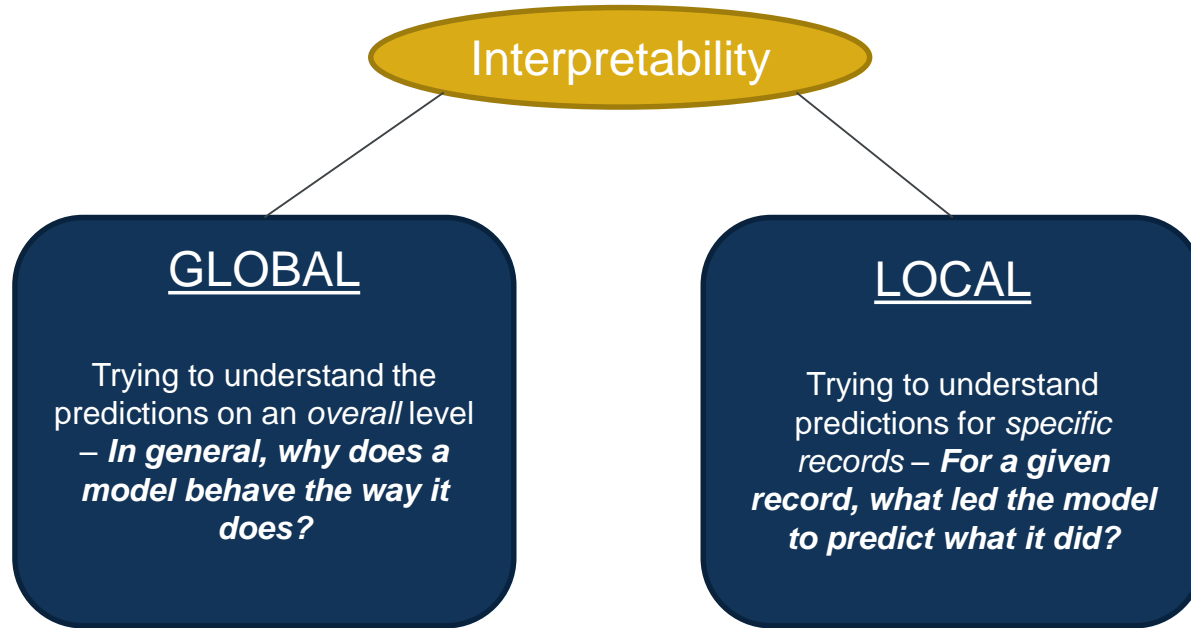 Interpretability
GLOBAL
Trying to understand the
predictions on an overall level
– In general, why does a
model behave the way it
does?
LOCAL
Trying to understand
predictions for specific
records – For a given
record, what led the model
to predict what it did?